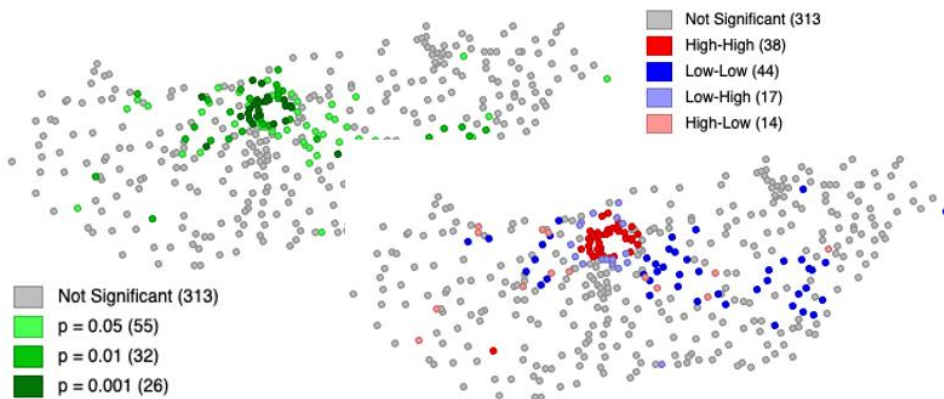 Not Significant (313
High-High (38)
Low-Low (44)
Low-High (17)
High-Low (14)
Not Significant (313)
p = 0.05 (55)
p = 0.01 (32)
p = 0.001 (26)